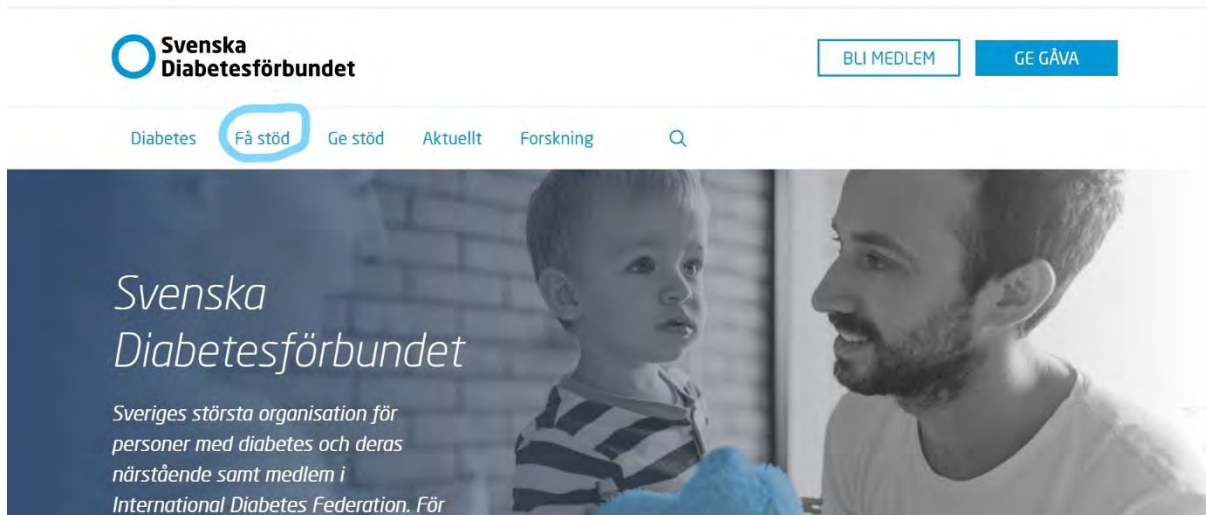 Svenska
Diabetesförbundet
BLI MEDLEM
GE GÅVA
Diabetes
Få stöd
Ge stöd
Aktuellt
Forskning
Svenska
Diabetesförbundet
Sveriges största organisation för
personer med diabetes och deras
närstående samt medlem i
International Diabetes Federation. För